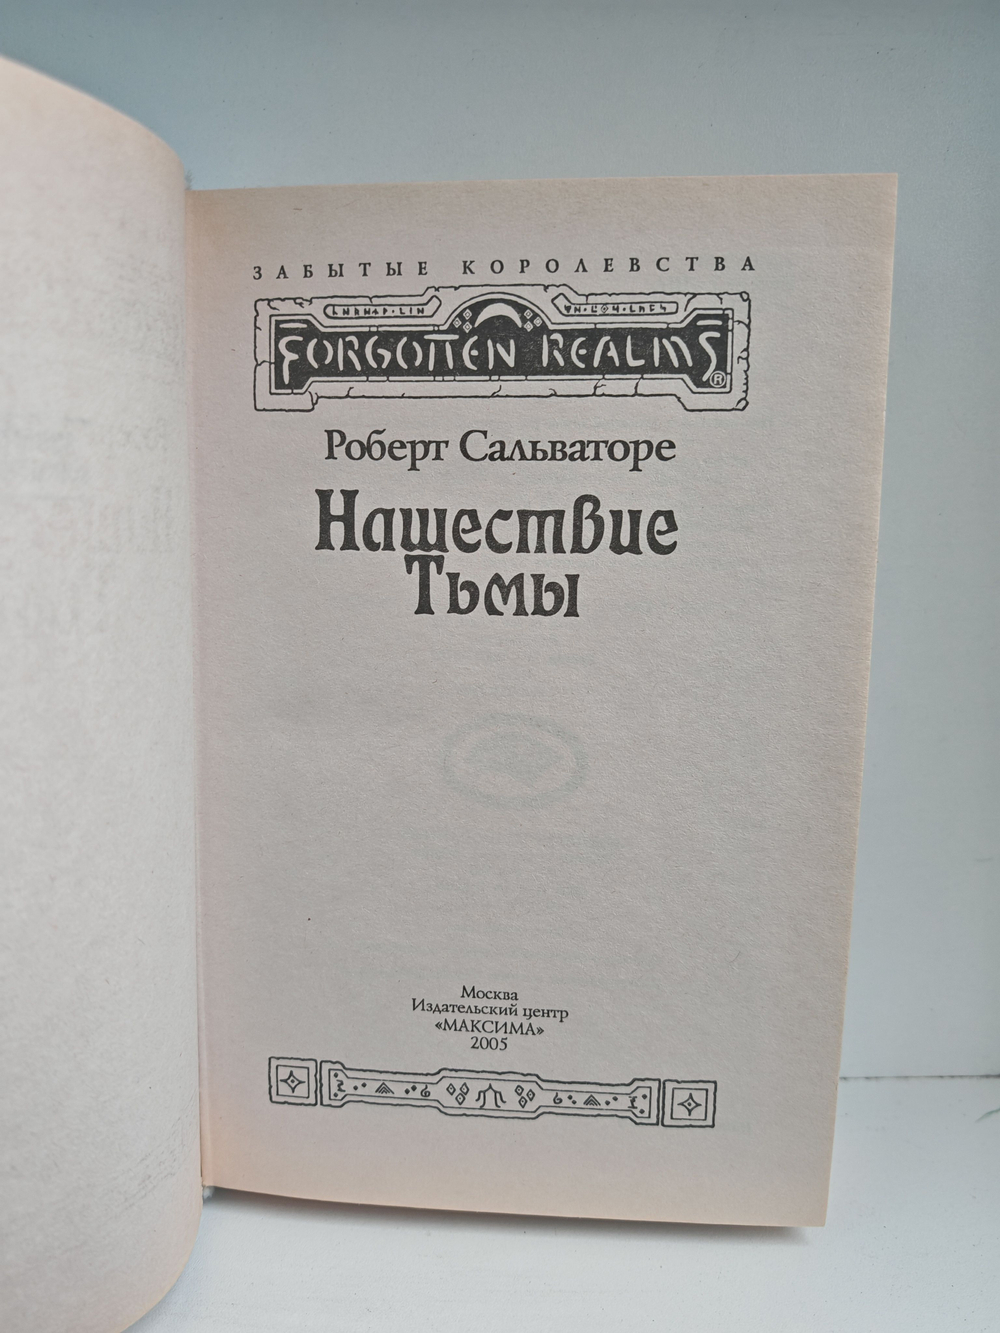 ЗАБЫТЫЕ КОРОЛЕВСТВА
FORGOTTEN REALMS ®
Роберт Сальваторе
Нашествие
Тьмы
Москва
Издательский центр
«МАКСИМА»
2005